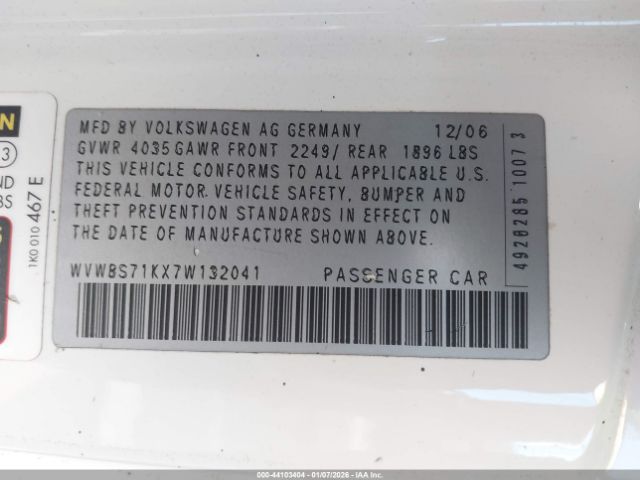 MFD BY VOLKSWAGEN AG GERMANY 12/06
GVWR 4035 GAWR FRONT 2249/ REAR 1896 LBS
THIS VEHICLE CONFORMS TO ALL APPLICABLE U.S.
FEDERAL MOTOR VEHICLE SAFETY, BUMPER AND
THEFT PREVENTION STANDARDS IN EFFECT ON
THE DATE OF MANUFACTURE SHOWN ABOVE.
WVWBS71KX7W132041 PASSENGER CAR
4920285 1007 3
1K0 010 467 E
000-44103404 - 01/07/2026 - IAA Inc.